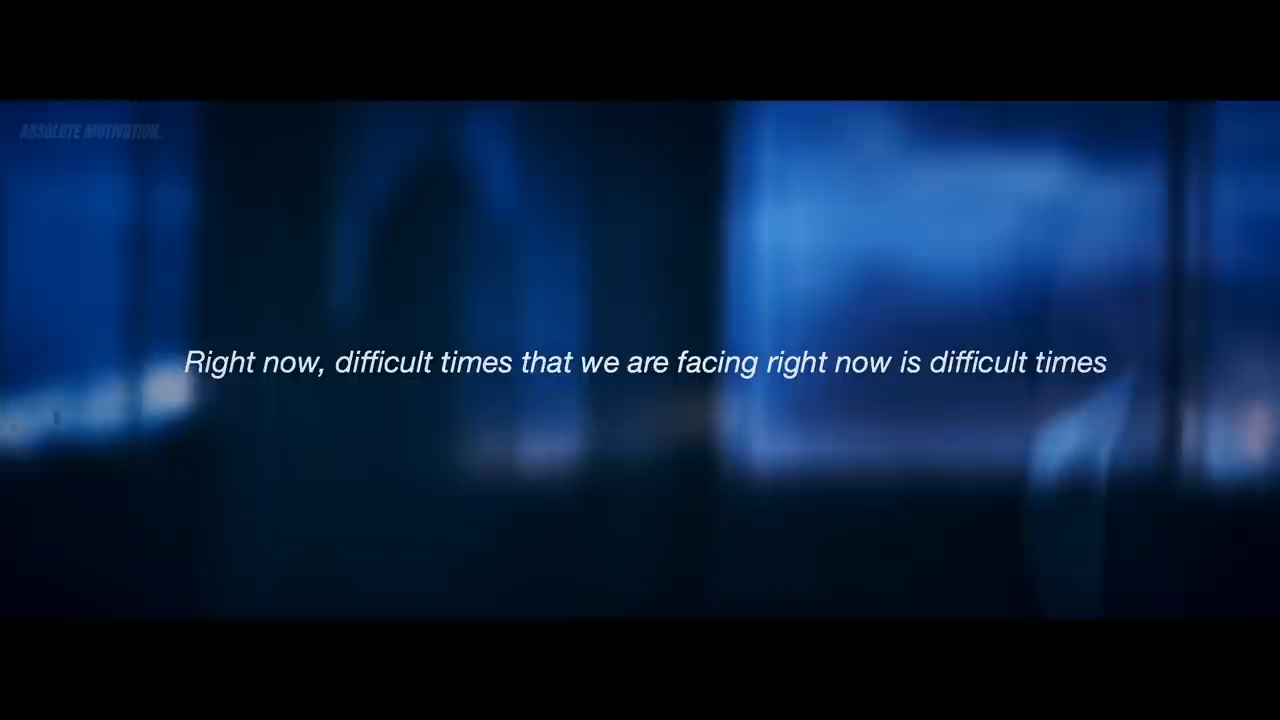 ABSOLUTE MOTIVATION.
Right now, difficult times that we are facing right now is difficult times